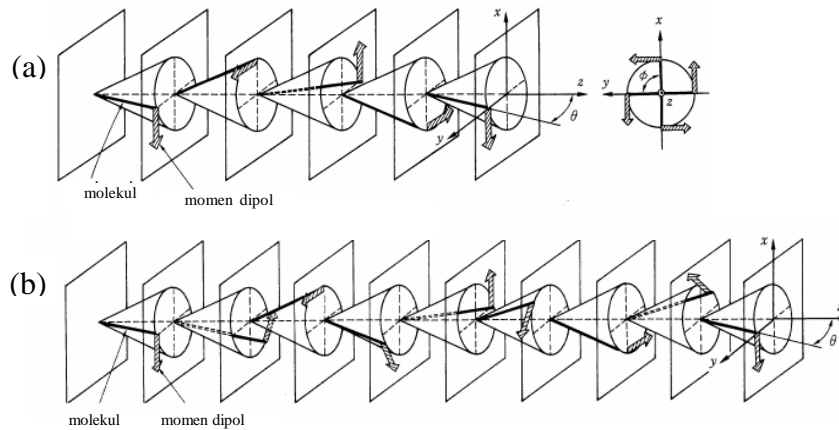 (a)
x
z
θ
y
molekul
momen dipol
x
y
ϕ
z
(b)
x
z
θ
y
molekul
momen dipol